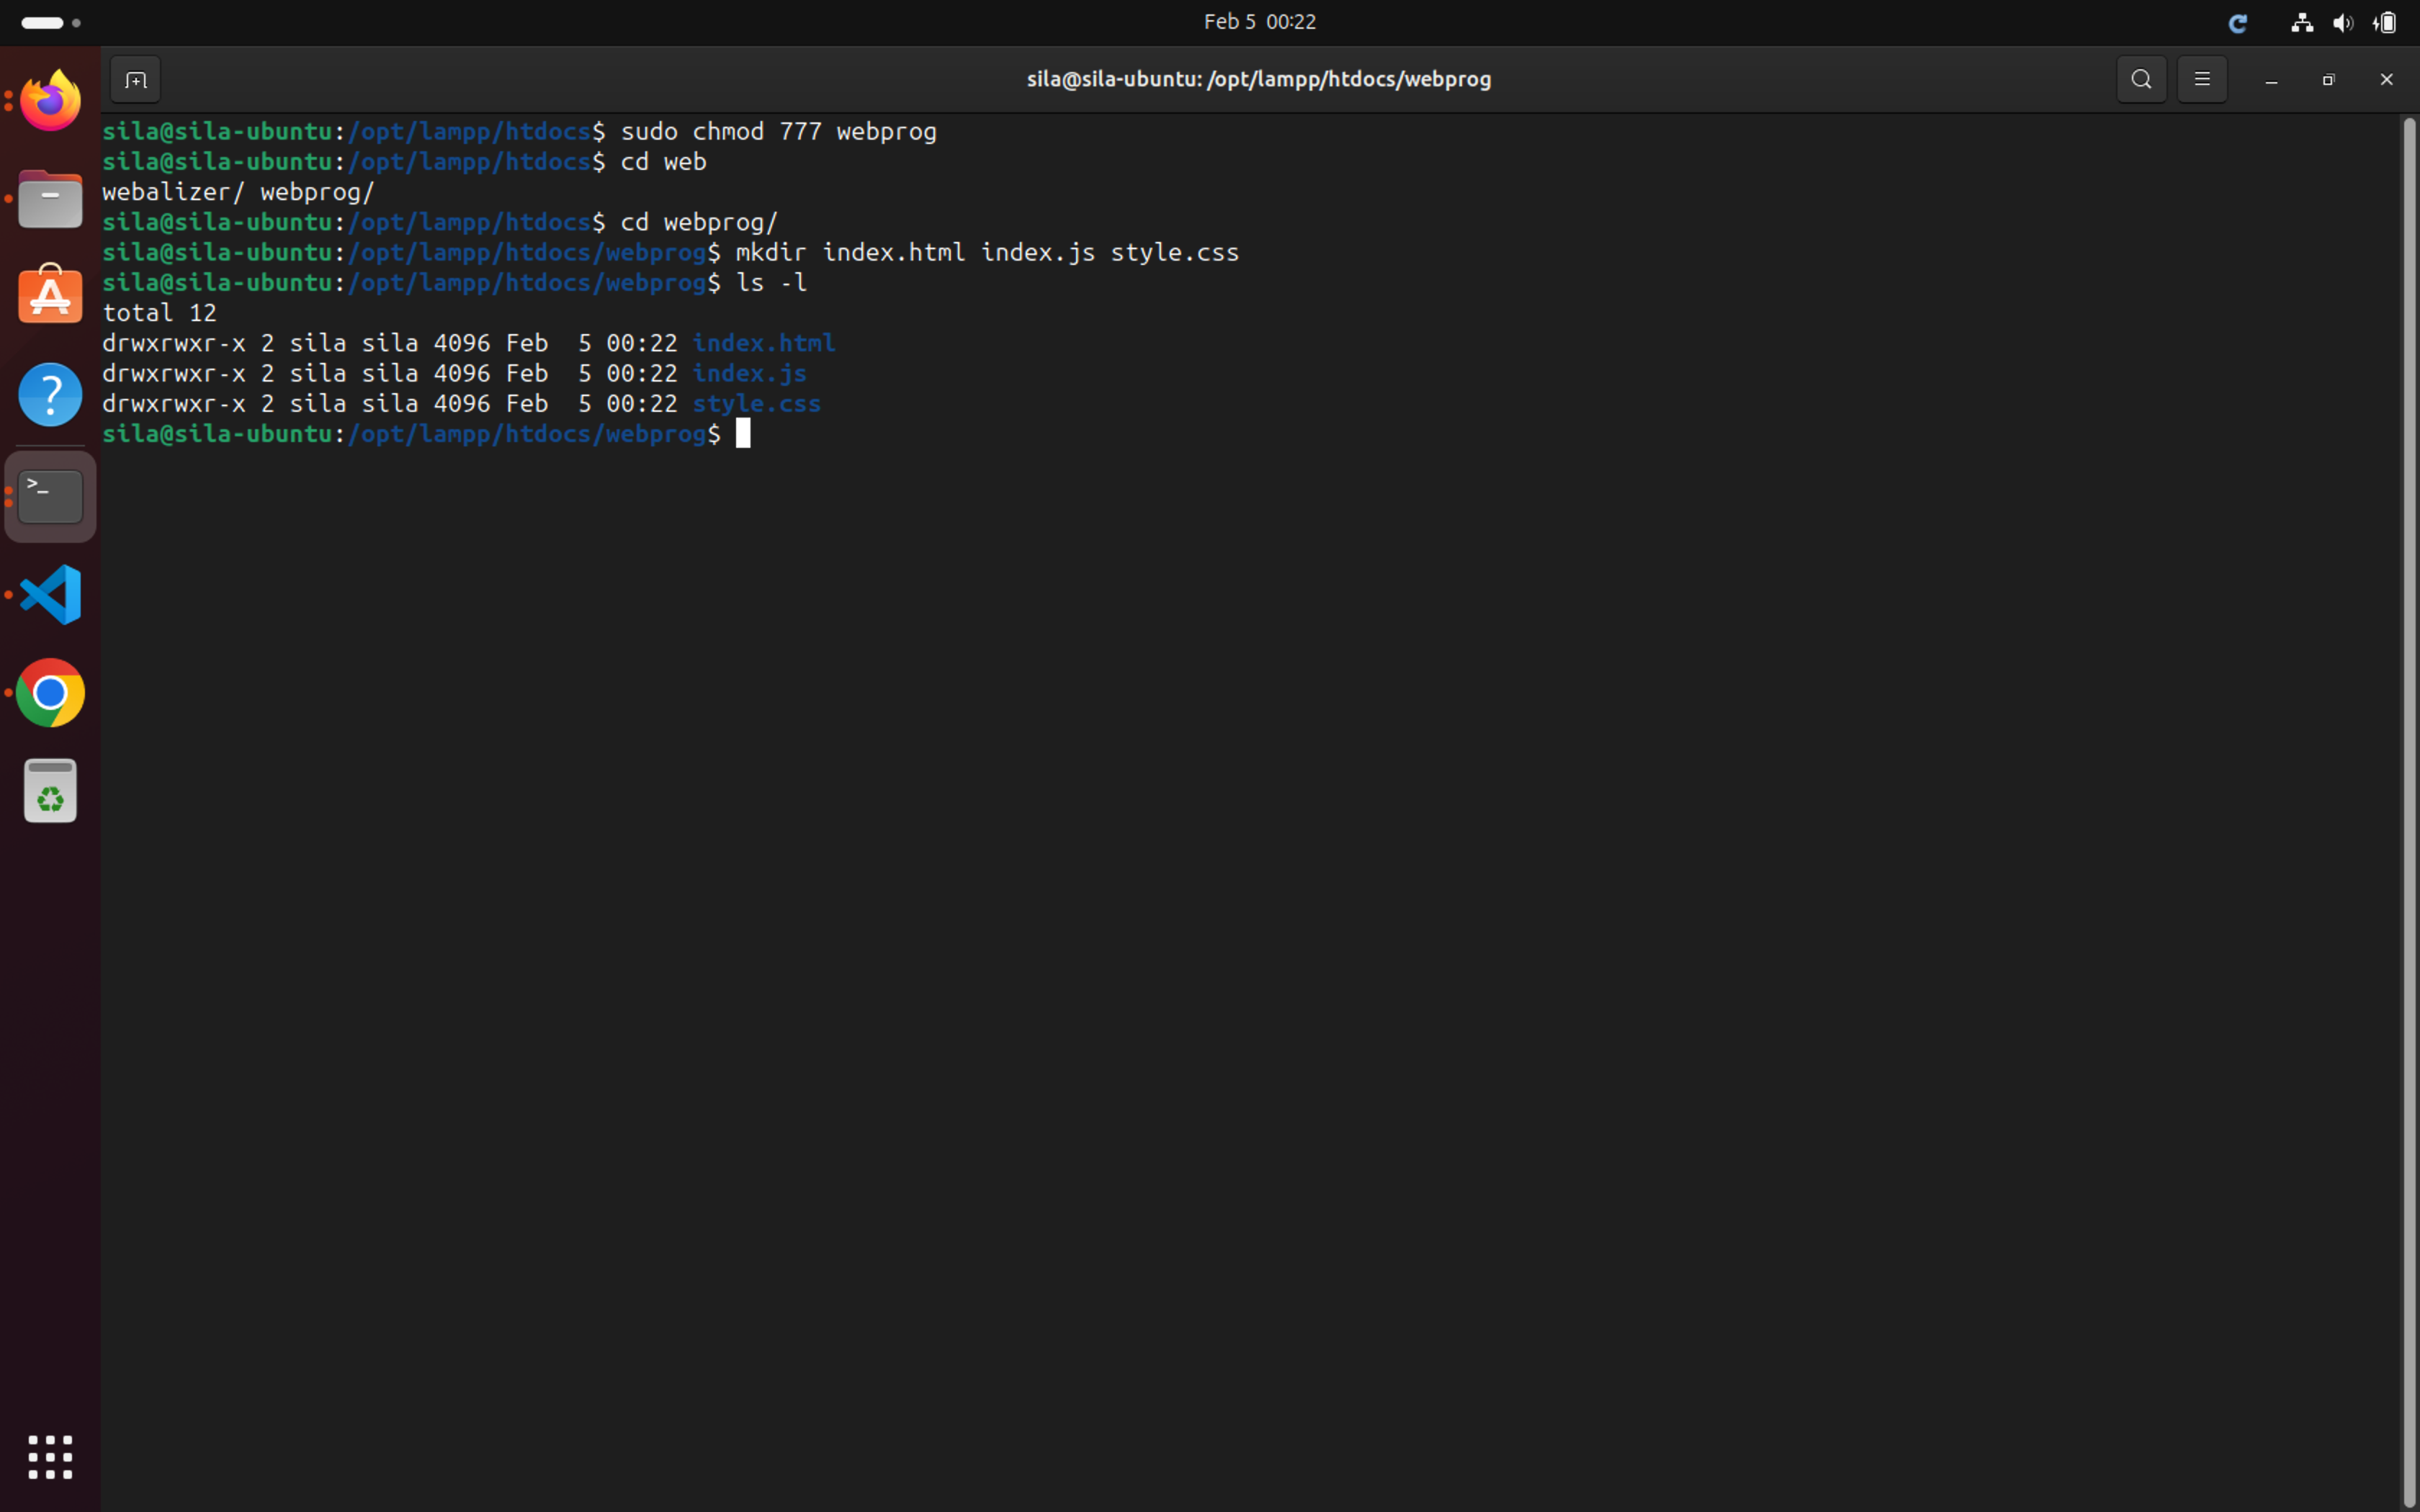 Feb 5 00:22
sila@sila-ubuntu: /opt/lampp/htdocs/webprog
sila@sila-ubuntu:/opt/lampp/htdocs$ sudo chmod 777 webprog
sila@sila-ubuntu:/opt/lampp/htdocs$ cd web
webalizer/ webprog/
sila@sila-ubuntu:/opt/lampp/htdocs$ cd webprog/
sila@sila-ubuntu:/opt/lampp/htdocs/webprog$ mkdir index.html index.js style.css
sila@sila-ubuntu:/opt/lampp/htdocs/webprog$ ls -l
total 12
drwxrwxr-x 2 sila sila 4096 Feb  5 00:22 index.html
drwxrwxr-x 2 sila sila 4096 Feb  5 00:22 index.js
drwxrwxr-x 2 sila sila 4096 Feb  5 00:22 style.css
sila@sila-ubuntu:/opt/lampp/htdocs/webprog$